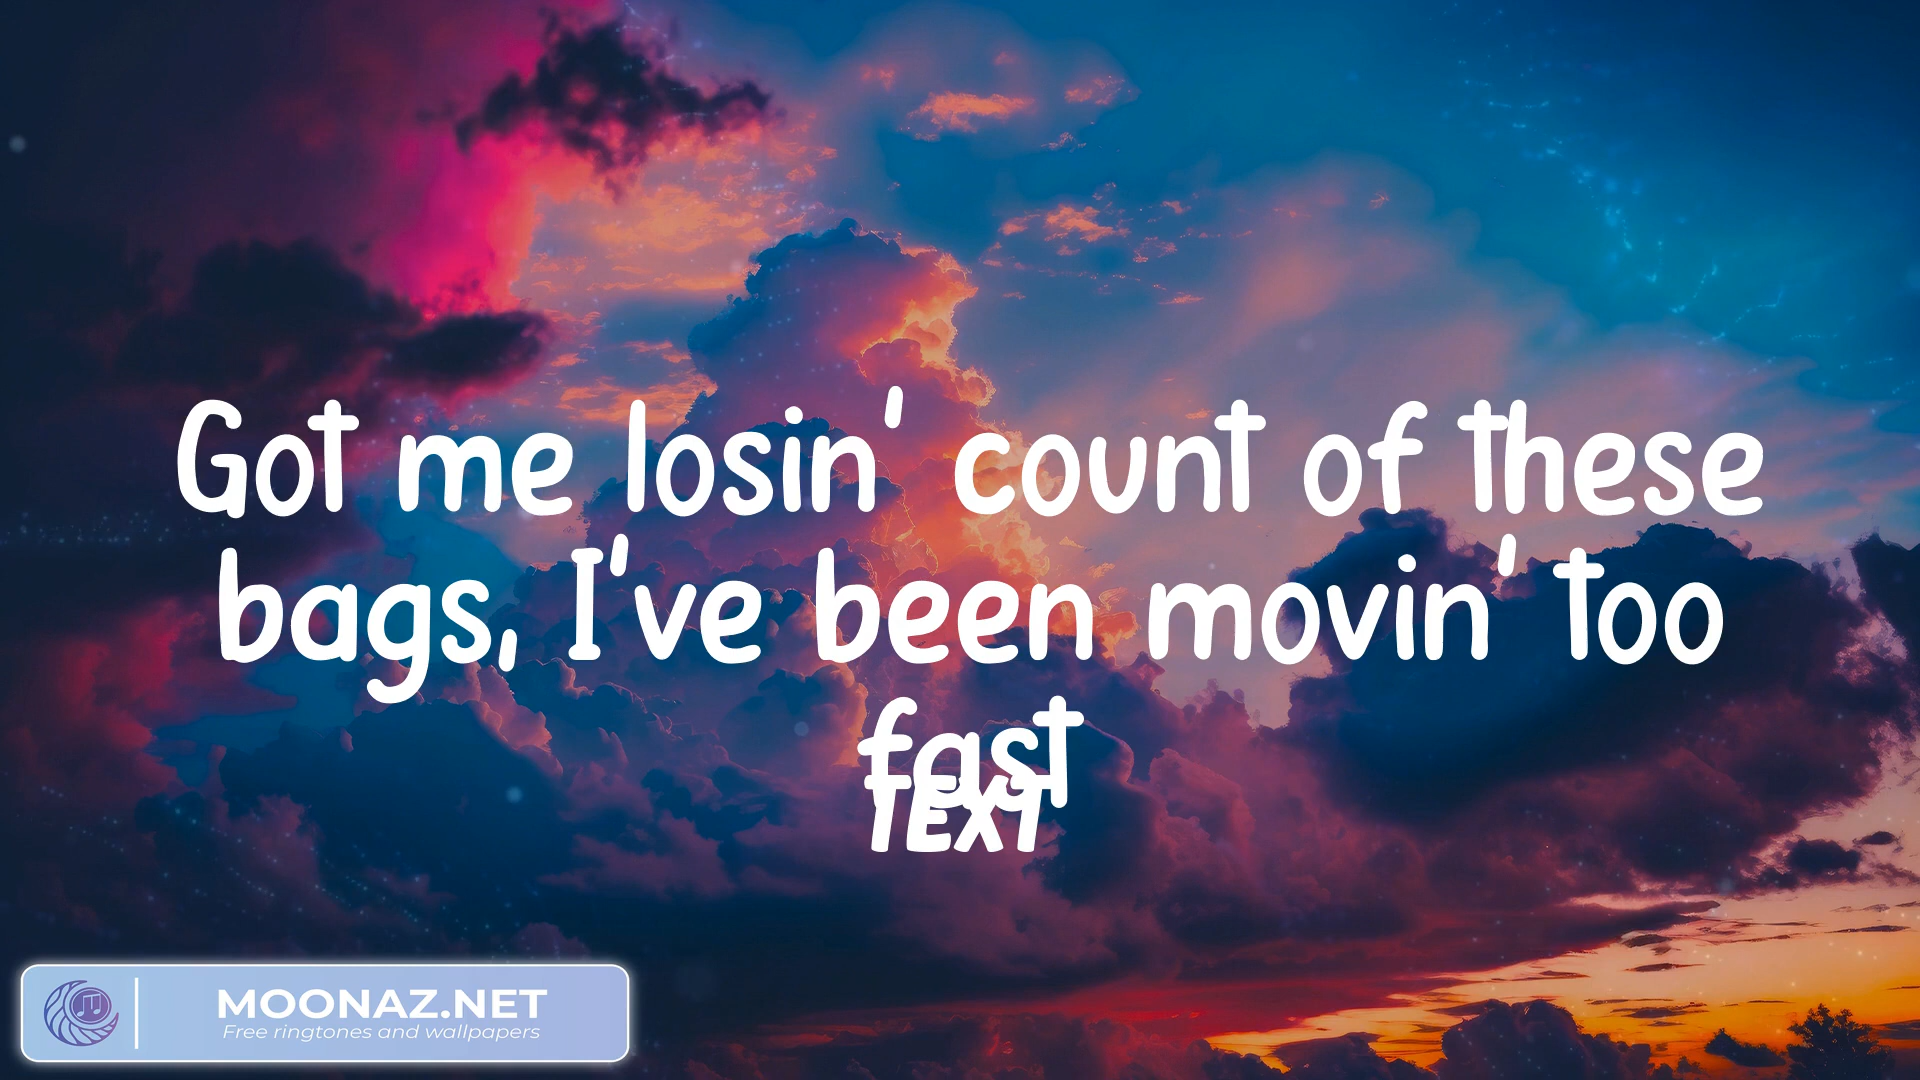 Got me losin' count of these
bags, I've been movin' too
fast
TEXT
MOONAZ.NET
Free ringtones and wallpapers